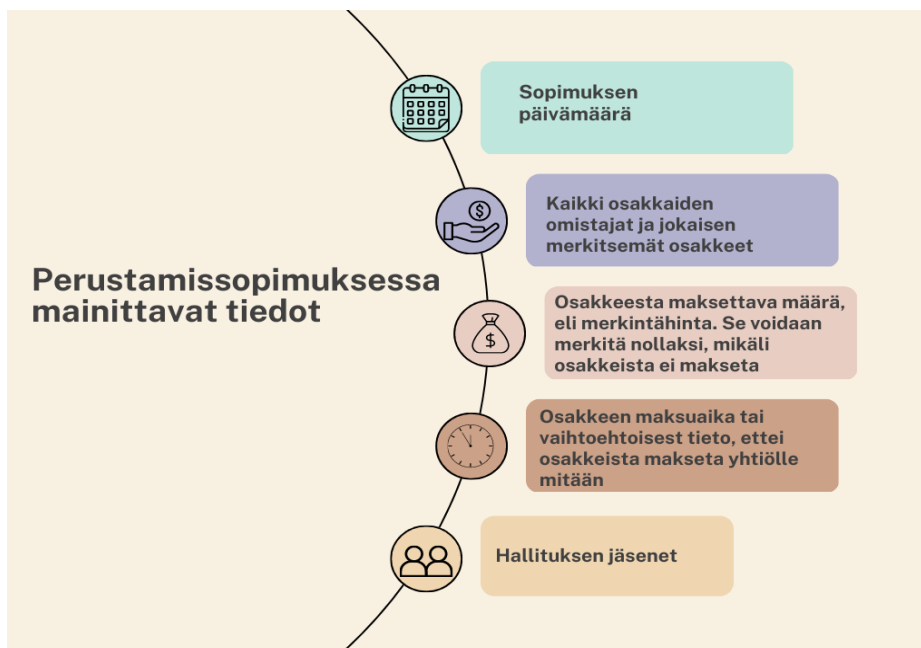 Perustamissopimuksessa
mainittavat tiedot
Sopimuksen
päivämäärä
Kaikki osakkaiden
omistajat ja jokaisen
merkitsemät osakkeet
Osakkeesta maksettava määrä,
eli merkintähinta. Se voidaan
merkitä nollaksi, mikäli
osakkeista ei makseta
Osakkeen maksuaika tai
vaihtoehtoisest tieto, ettei
osakkeista makseta yhtiölle
mitään
Hallituksen jäsenet